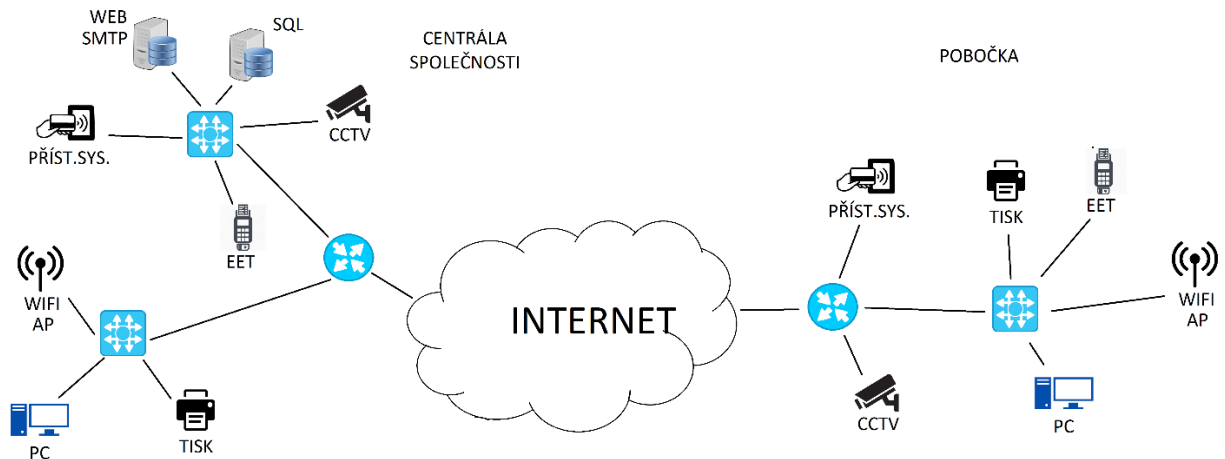 WEB
SMTP
SQL
CENTRÁLA
SPOLEČNOSTI
POBOČKA
CCTV
PŘÍST.SYS.
EET
WIFI
AP
PC
TISK
INTERNET
PŘÍST.SYS.
TISK
EET
WIFI
AP
CCTV
PC